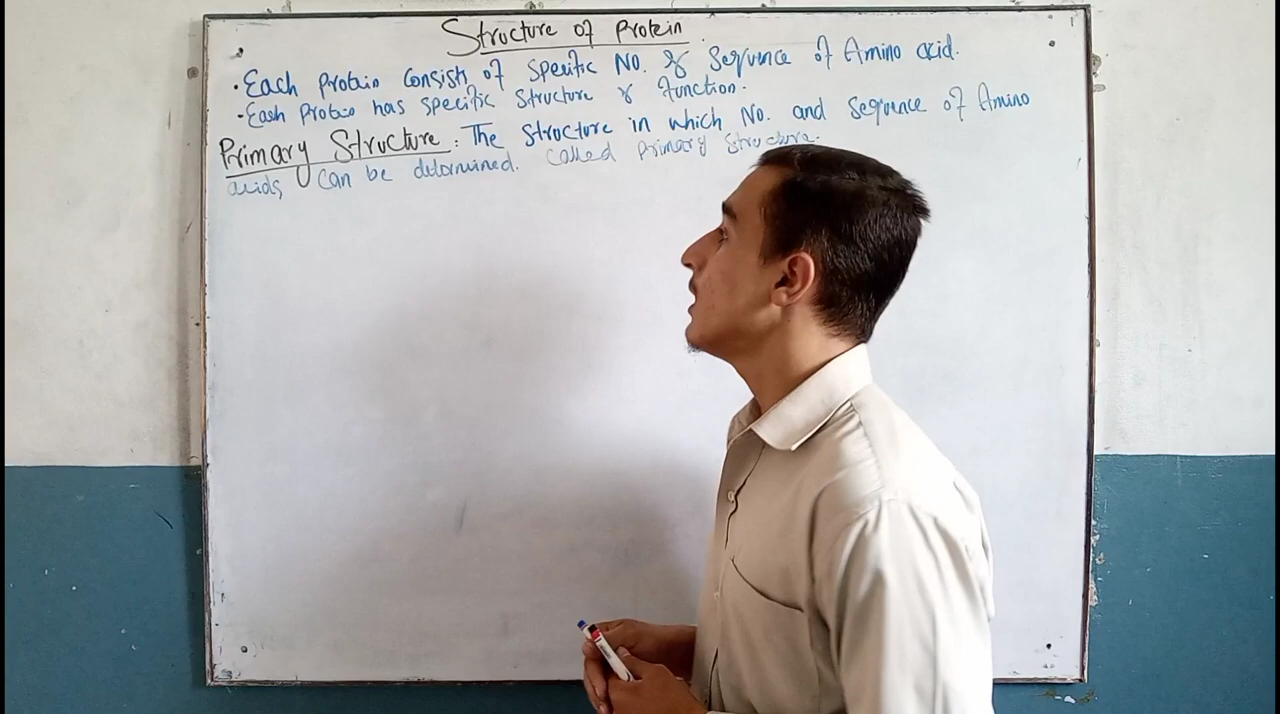 Structure of Protein
• Each Protein Consist of Specific No. & Sequence of Amino acid.
• Each Protein has specific Structure & Function.
Primary Structure: The Structure in which No. and Sequence of Amino
acids, can be determined. called primary structure.